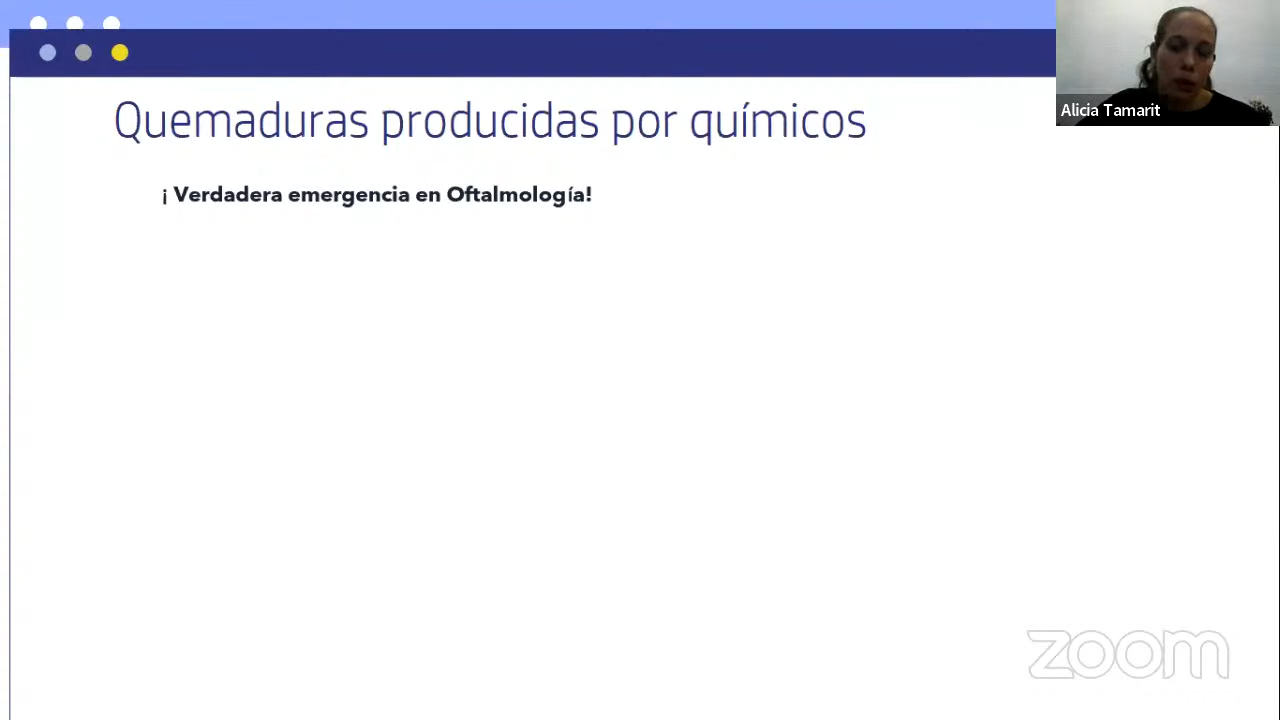 Quemaduras producidas por químicos
Alicia Tamarit
¡ Verdadera emergencia en Oftalmología!
zoom